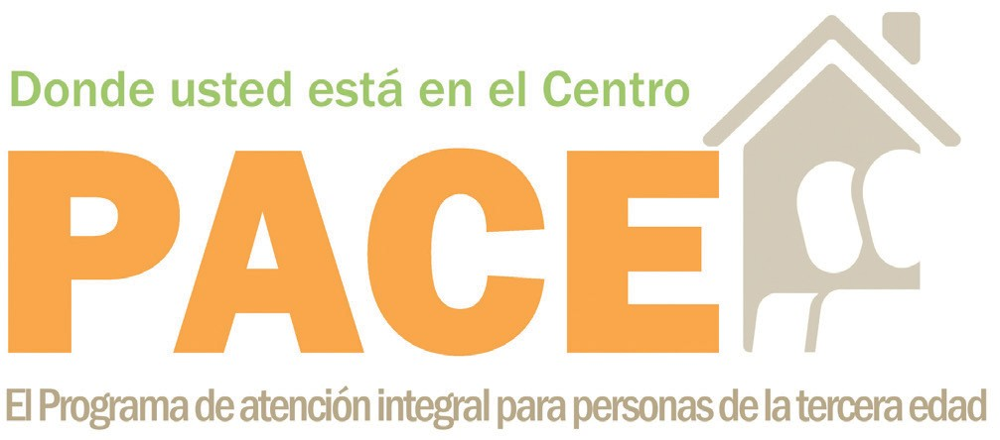 Donde usted está en el Centro
PACE
El Programa de atención integral para personas de la tercera edad